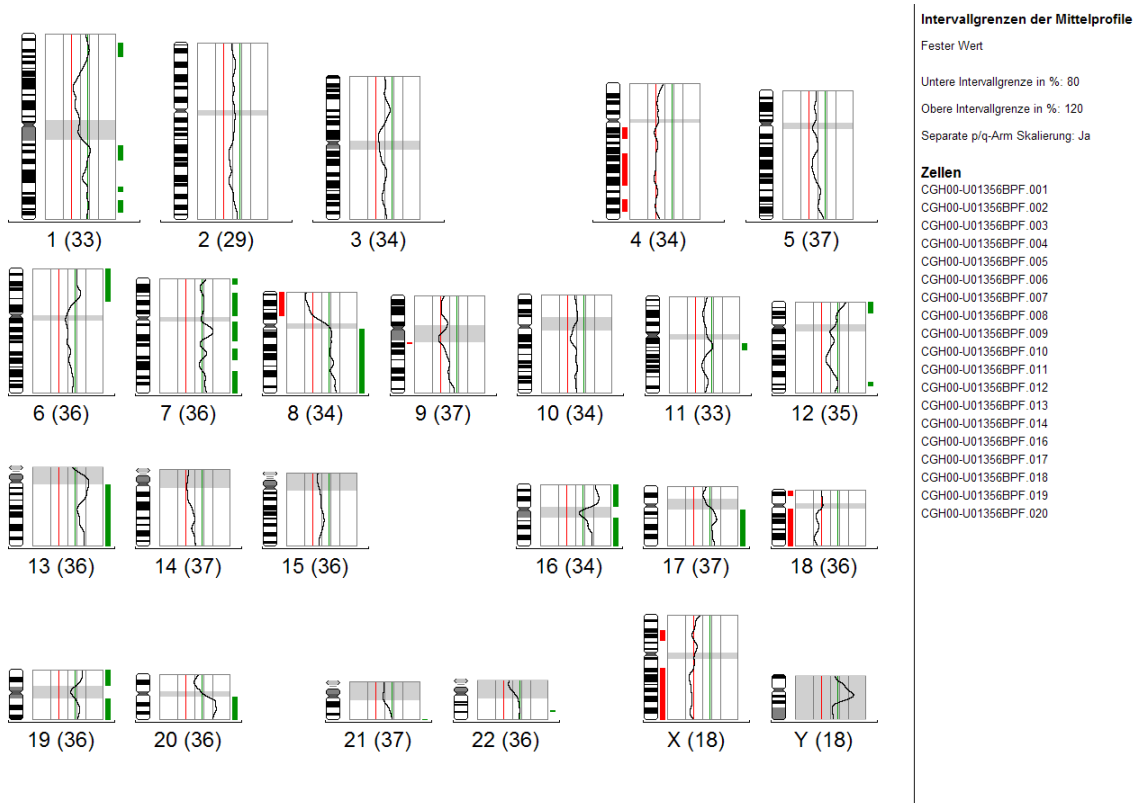 1 (33)
2 (29)
3 (34)
4 (34)
5 (37)
6 (36)
7 (36)
8 (34)
9 (37)
10 (34)
11 (33)
12 (35)
13 (36)
14 (37)
15 (36)
16 (34)
17 (37)
18 (36)
19 (36)
20 (36)
21 (37)
22 (36)
X (18)
Y (18)
Intervallgrenzen der Mittelprofile
Fester Wert
Untere Intervallgrenze in %: 80
Obere Intervallgrenze in %: 120
Separate p/q-Arm Skalierung: Ja
Zellen
CGH00-U01356BPF.001
CGH00-U01356BPF.002
CGH00-U01356BPF.003
CGH00-U01356BPF.004
CGH00-U01356BPF.005
CGH00-U01356BPF.006
CGH00-U01356BPF.007
CGH00-U01356BPF.008
CGH00-U01356BPF.009
CGH00-U01356BPF.010
CGH00-U01356BPF.011
CGH00-U01356BPF.012
CGH00-U01356BPF.013
CGH00-U01356BPF.014
CGH00-U01356BPF.016
CGH00-U01356BPF.017
CGH00-U01356BPF.018
CGH00-U01356BPF.019
CGH00-U01356BPF.020